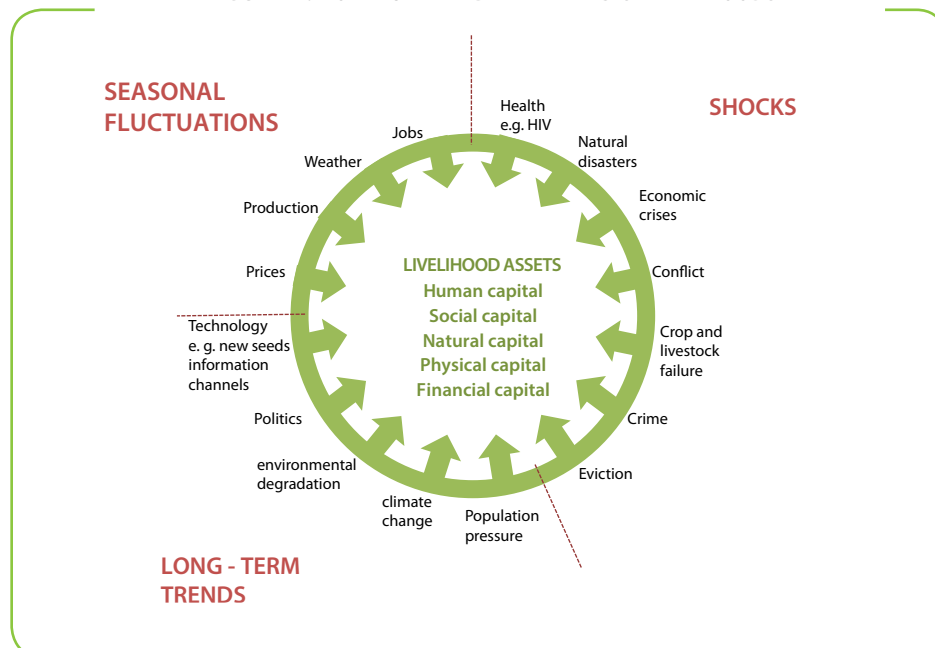 SEASONAL
FLUCTUATIONS
SHOCKS
Jobs
Weather
Production
Prices
Health
e.g. HIV
Natural
disasters
Economic
crises
Conflict
Crop and
livestock
failure
Crime
Eviction
LIVELIHOOD ASSETS
Human capital
Social capital
Natural capital
Physical capital
Financial capital
Technology
e. g. new seeds
information
channels
Politics
environmental
degradation
climate
change
Population
pressure
LONG - TERM
TRENDS